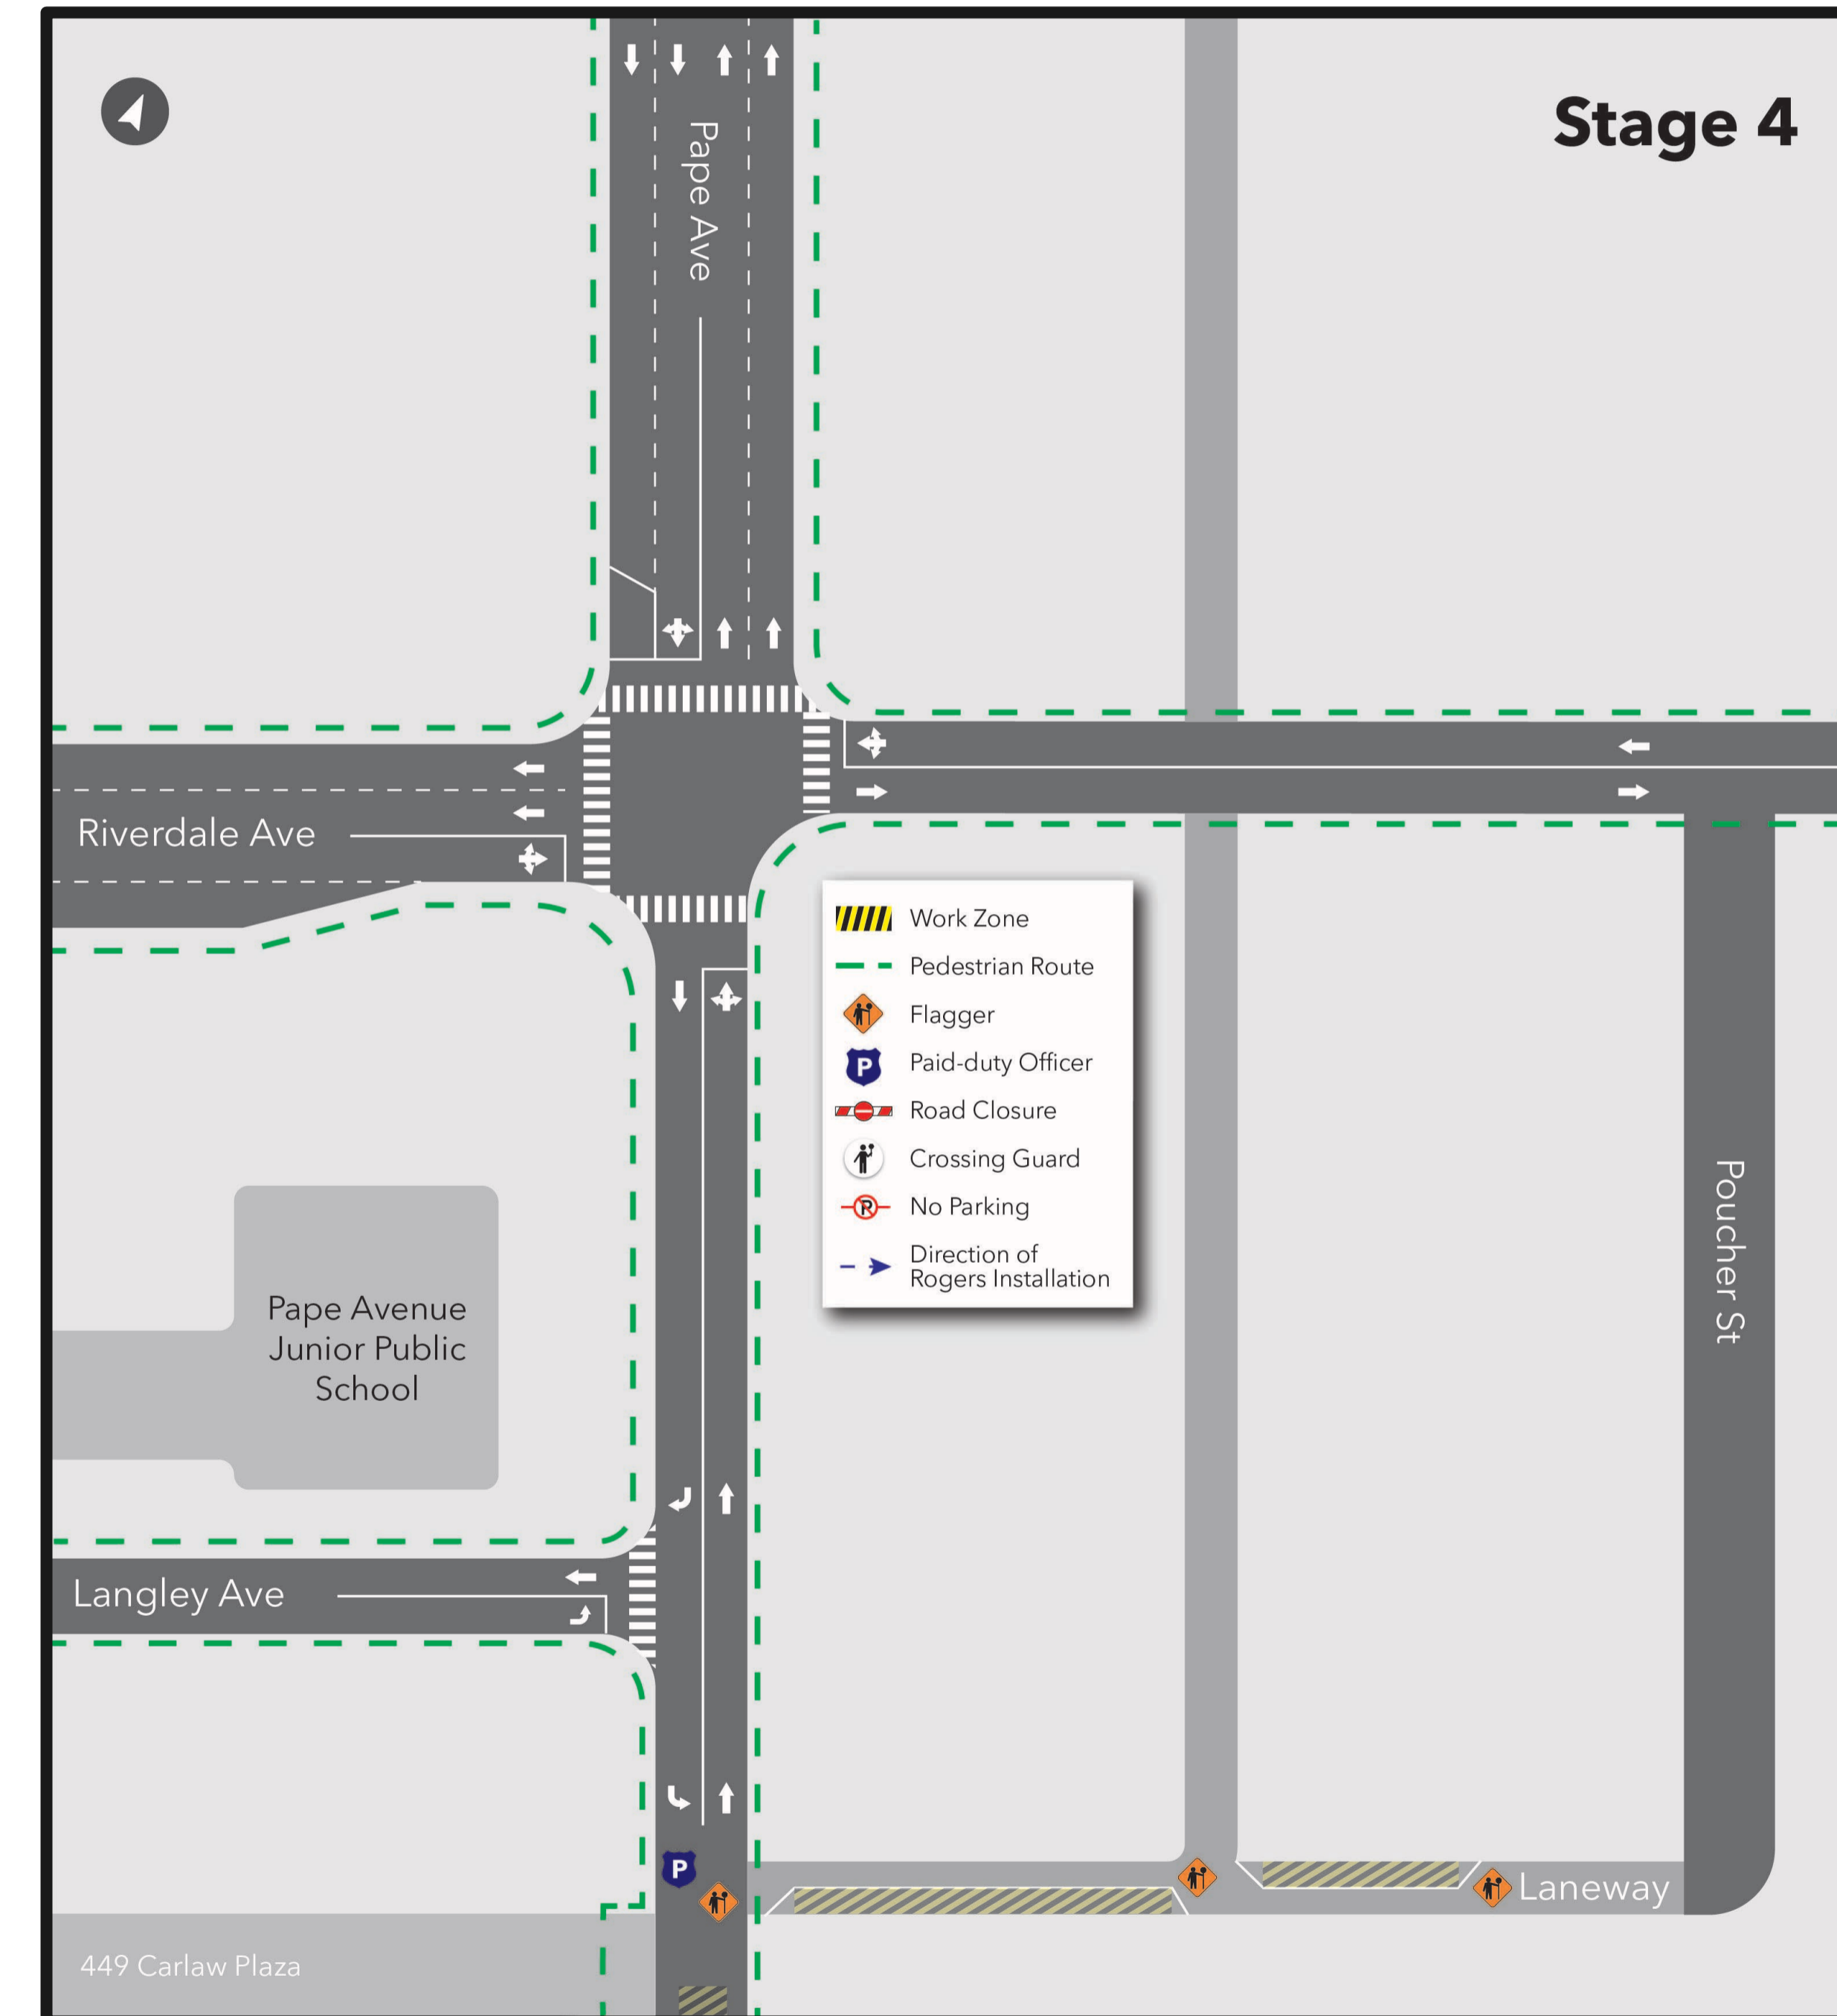 Stage 4
Pape Ave
Riverdale Ave
Work Zone
Pedestrian Route
Flagger
P
Paid-duty Officer
Road Closure
Crossing Guard
P
No Parking
Direction of
Rogers Installation
Poucher St
Pape Avenue
Junior Public
School
Langley Ave
P
Laneway
449 Carlaw Plaza